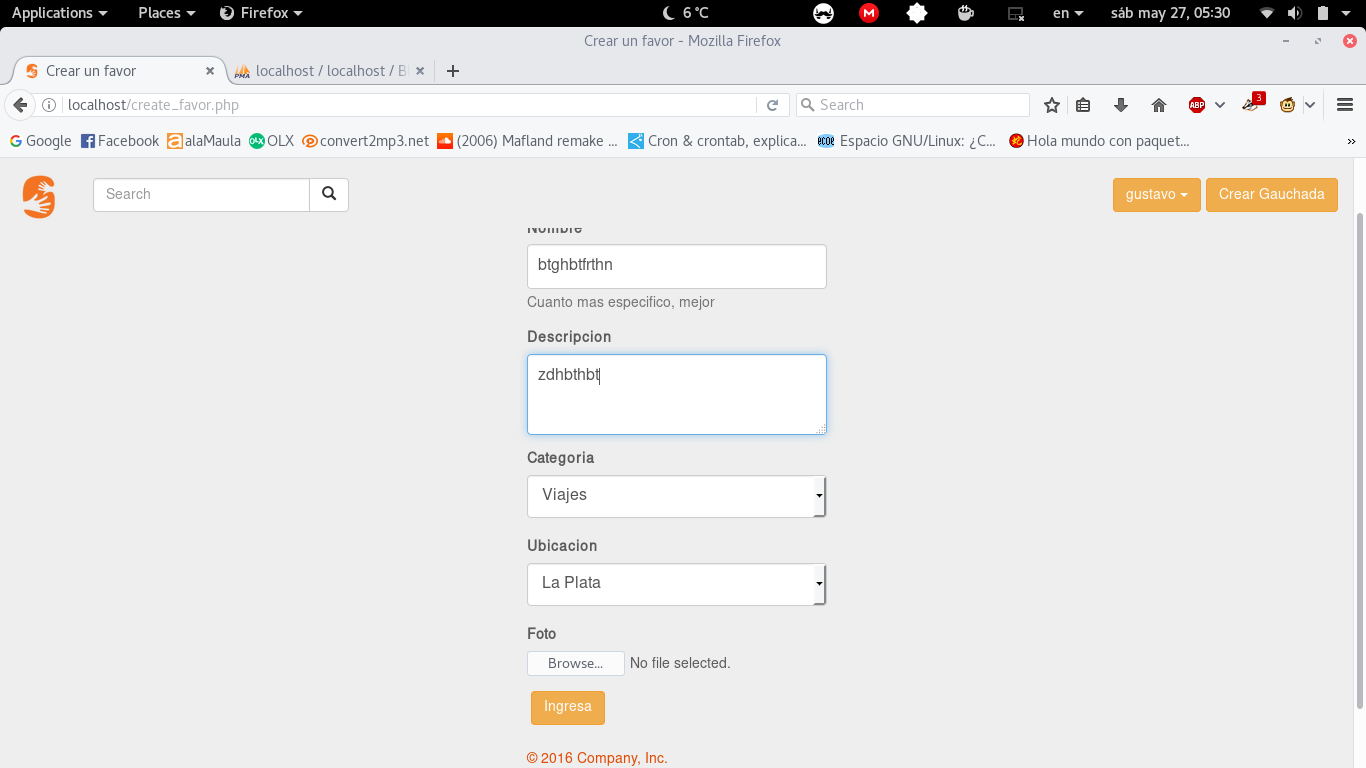 Applications Places Firefox 6 °C en sáb may 27, 05:30
Crear un favor - Mozilla Firefox
Crear un favor localhost / localhost / B
localhost/create_favor.php Search ABP 3
Google Facebook alaMaula OLX convert2mp3.net (2006) Mafland remake ... Cron & crontab, explica... Espacio GNU/Linux: ¿C... Hola mundo con paquet... »
Search gustavo Crear Gauchada
Nombre
btghbtfrthn
Cuanto mas especifico, mejor
Descripcion
zdhbthbt
Categoria
Viajes
Ubicacion
La Plata
Foto
Browse... No file selected.
Ingresa
© 2016 Company, Inc.